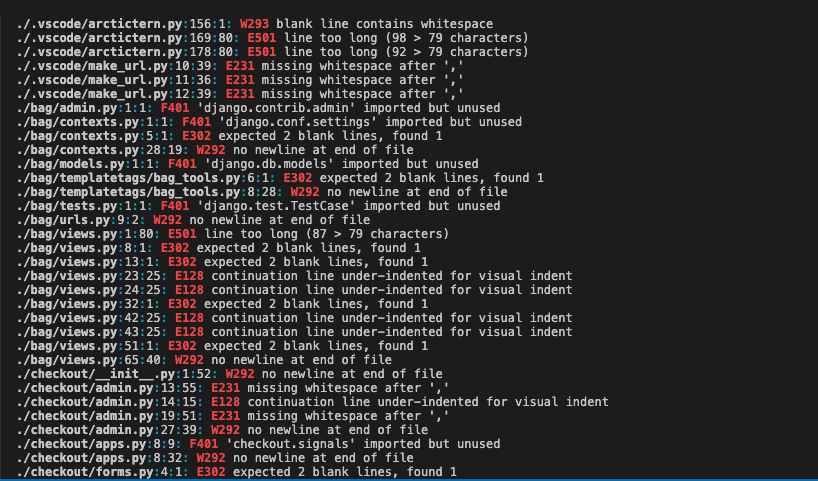 ./.vscode/arctictern.py:156:1: W293 blank line contains whitespace
./.vscode/arctictern.py:169:80: E501 line too long (98 > 79 characters)
./.vscode/arctictern.py:178:80: E501 line too long (92 > 79 characters)
./.vscode/make_url.py:10:39: E231 missing whitespace after ','
./.vscode/make_url.py:11:36: E231 missing whitespace after ','
./.vscode/make_url.py:12:39: E231 missing whitespace after ','
./bag/admin.py:1:1: F401 'django.contrib.admin' imported but unused
./bag/contexts.py:1:1: F401 'django.conf.settings' imported but unused
./bag/contexts.py:5:1: E302 expected 2 blank lines, found 1
./bag/contexts.py:28:19: W292 no newline at end of file
./bag/models.py:1:1: F401 'django.db.models' imported but unused
./bag/templatetags/bag_tools.py:6:1: E302 expected 2 blank lines, found 1
./bag/templatetags/bag_tools.py:8:28: W292 no newline at end of file
./bag/tests.py:1:1: F401 'django.test.TestCase' imported but unused
./bag/urls.py:9:2: W292 no newline at end of file
./bag/views.py:1:80: E501 line too long (87 > 79 characters)
./bag/views.py:8:1: E302 expected 2 blank lines, found 1
./bag/views.py:13:1: E302 expected 2 blank lines, found 1
./bag/views.py:23:25: E128 continuation line under-indented for visual indent
./bag/views.py:24:25: E128 continuation line under-indented for visual indent
./bag/views.py:32:1: E302 expected 2 blank lines, found 1
./bag/views.py:42:25: E128 continuation line under-indented for visual indent
./bag/views.py:43:25: E128 continuation line under-indented for visual indent
./bag/views.py:51:1: E302 expected 2 blank lines, found 1
./bag/views.py:65:40: W292 no newline at end of file
./checkout/__init__.py:1:52: W292 no newline at end of file
./checkout/admin.py:13:55: E231 missing whitespace after ','
./checkout/admin.py:14:15: E128 continuation line under-indented for visual indent
./checkout/admin.py:19:51: E231 missing whitespace after ','
./checkout/admin.py:27:39: W292 no newline at end of file
./checkout/apps.py:8:9: F401 'checkout.signals' imported but unused
./checkout/apps.py:8:32: W292 no newline at end of file
./checkout/forms.py:4:1: E302 expected 2 blank lines, found 1